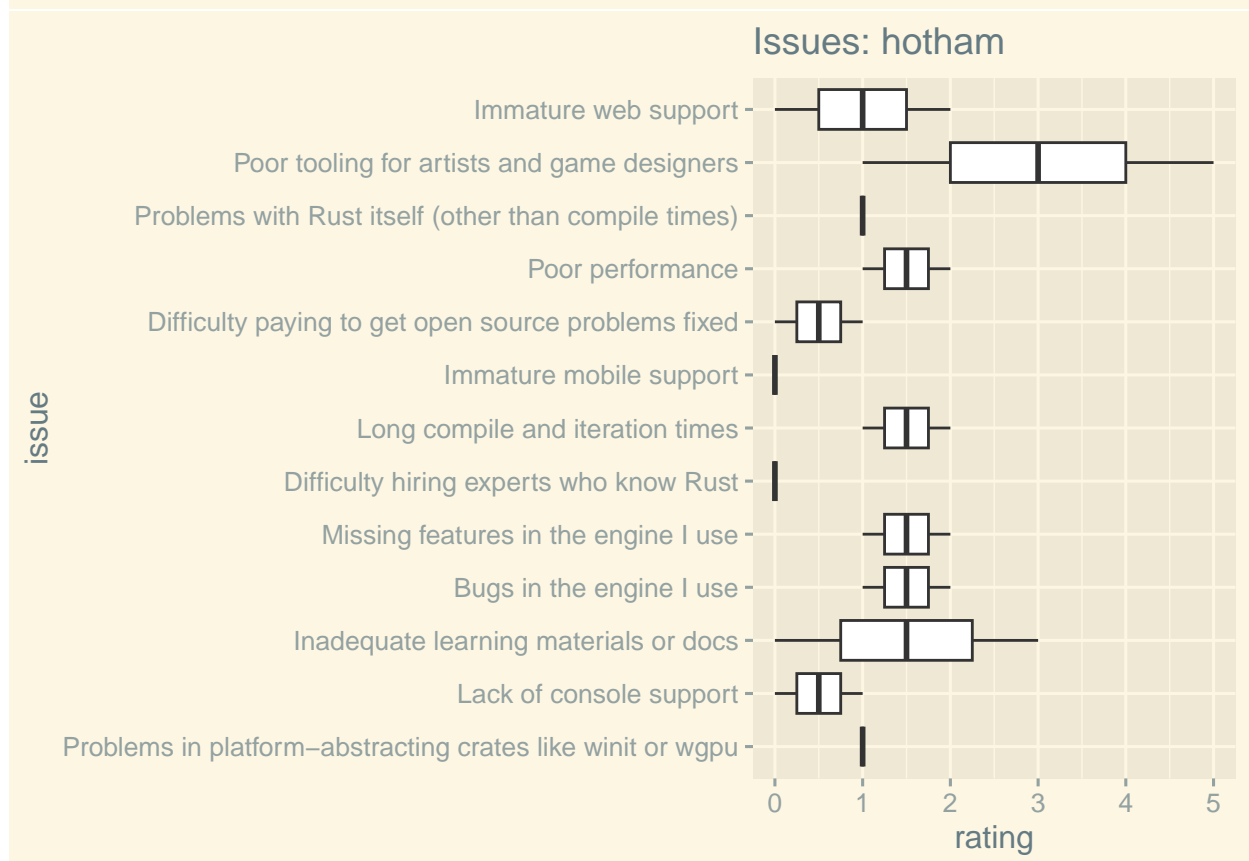 Issues: hotham
Immature web support
Poor tooling for artists and game designers
Problems with Rust itself (other than compile times)
Poor performance
Difficulty paying to get open source problems fixed
Immature mobile support
Long compile and iteration times
Difficulty hiring experts who know Rust
Missing features in the engine I use
Bugs in the engine I use
Inadequate learning materials or docs
Lack of console support
Problems in platform−abstracting crates like winit or wgpu
issue
0 1 2 3 4 5
rating